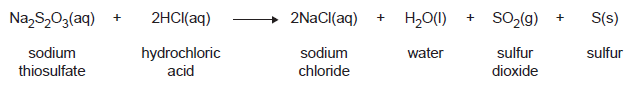 Na₂S₂O₃(aq) + 2HCl(aq) ⟶ 2NaCl(aq) + H₂O(l) + SO₂(g) + S(s)
sodium hydrochloric sodium water sulfur sulfur
thiosulfate acid chloride dioxide